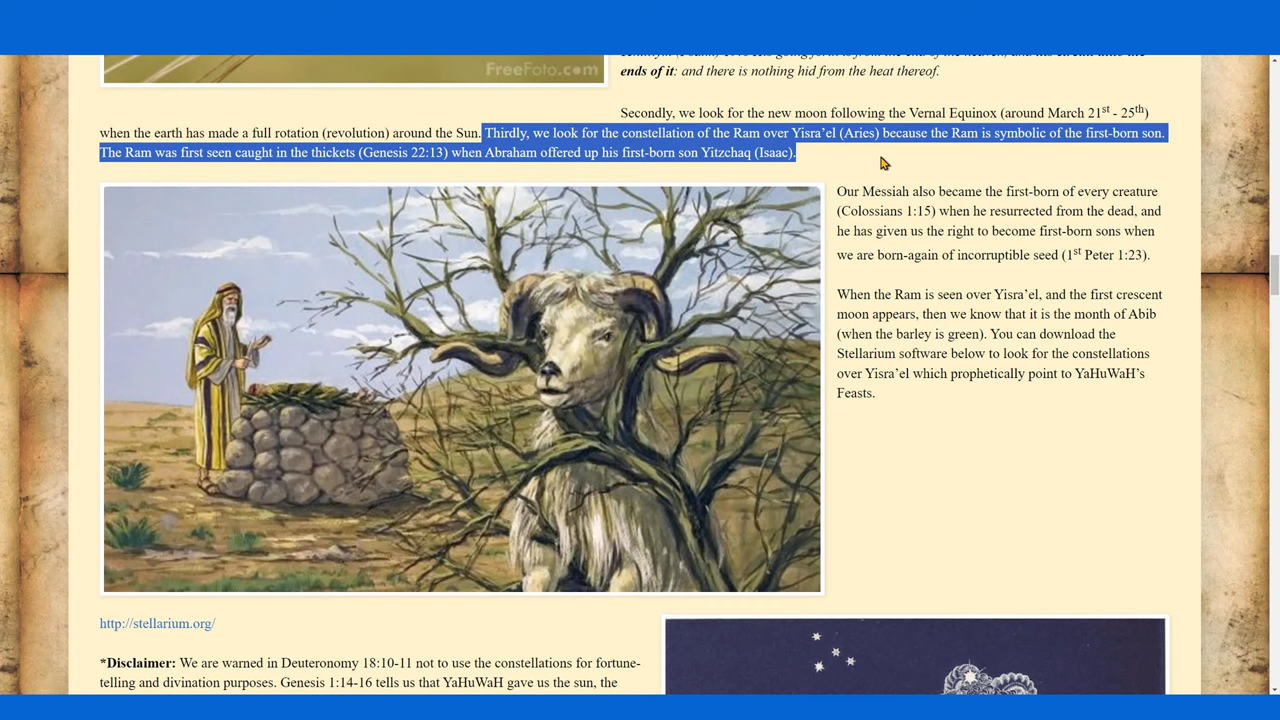 FreeFoto.com
ends of it: and there is nothing hid from the heat thereof.
Secondly, we look for the new moon following the Vernal Equinox (around March 21st - 25th)
when the earth has made a full rotation (revolution) around the Sun. Thirdly, we look for the constellation of the Ram over Yisra’el (Aries) because the Ram is symbolic of the first-born son.
The Ram was first seen caught in the thickets (Genesis 22:13) when Abraham offered up his first-born son Yitzchaq (Isaac).
Our Messiah also became the first-born of every creature
(Colossians 1:15) when he resurrected from the dead, and
he has given us the right to become first-born sons when
we are born-again of incorruptible seed (1st Peter 1:23).
When the Ram is seen over Yisra’el, and the first crescent
moon appears, then we know that it is the month of Abib
(when the barley is green). You can download the
Stellarium software below to look for the constellations
over Yisra’el which prophetically point to YaHuWaH’s
Feasts.
http://stellarium.org/
*Disclaimer: We are warned in Deuteronomy 18:10-11 not to use the constellations for fortune-
telling and divination purposes. Genesis 1:14-16 tells us that YaHuWaH gave us the sun, the